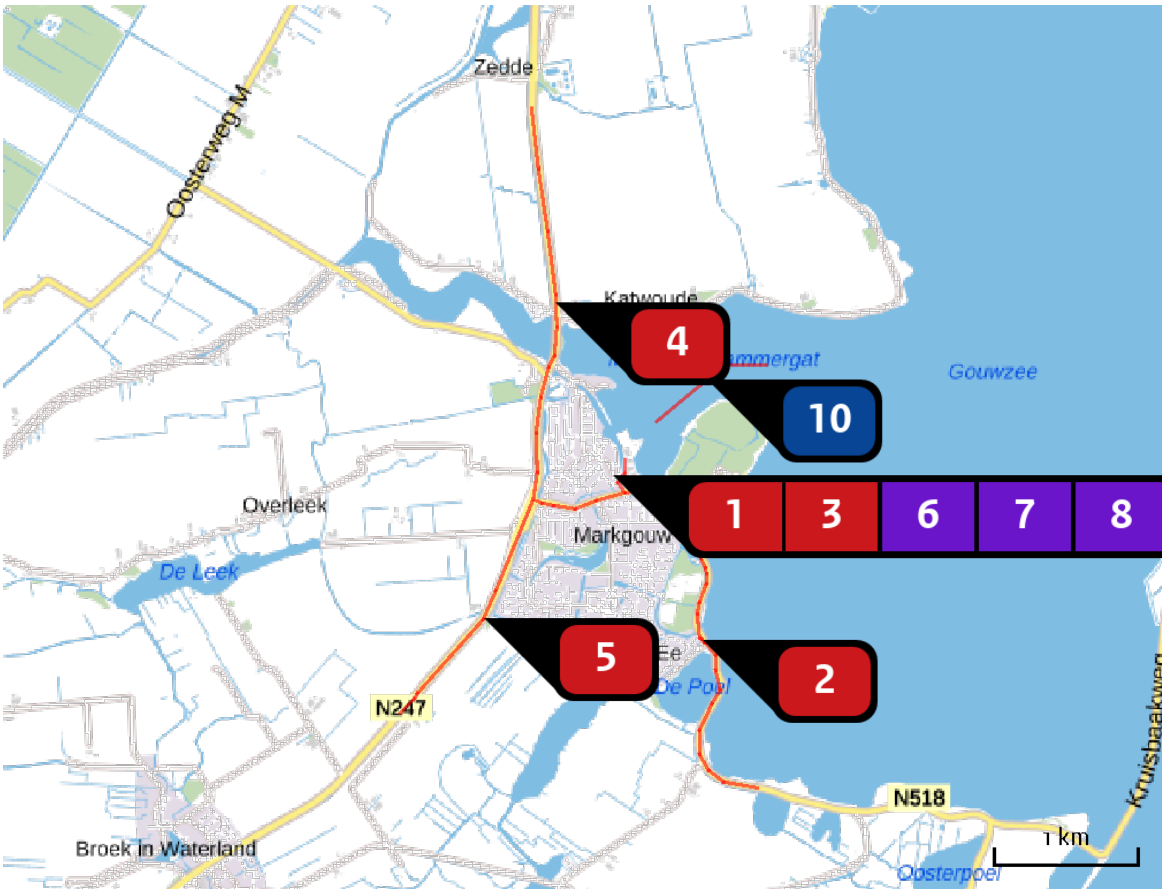 Zedde
Oosterweg M
Katwoude
4
ammergat
Gouwzee
10
Overleek
1 3 6 7 8
Markgouw
De Leek
5
Ee
2
De Poel
N247
Kruisbaakweg
N518
1 km
Broek in Waterland
Oosterpoel